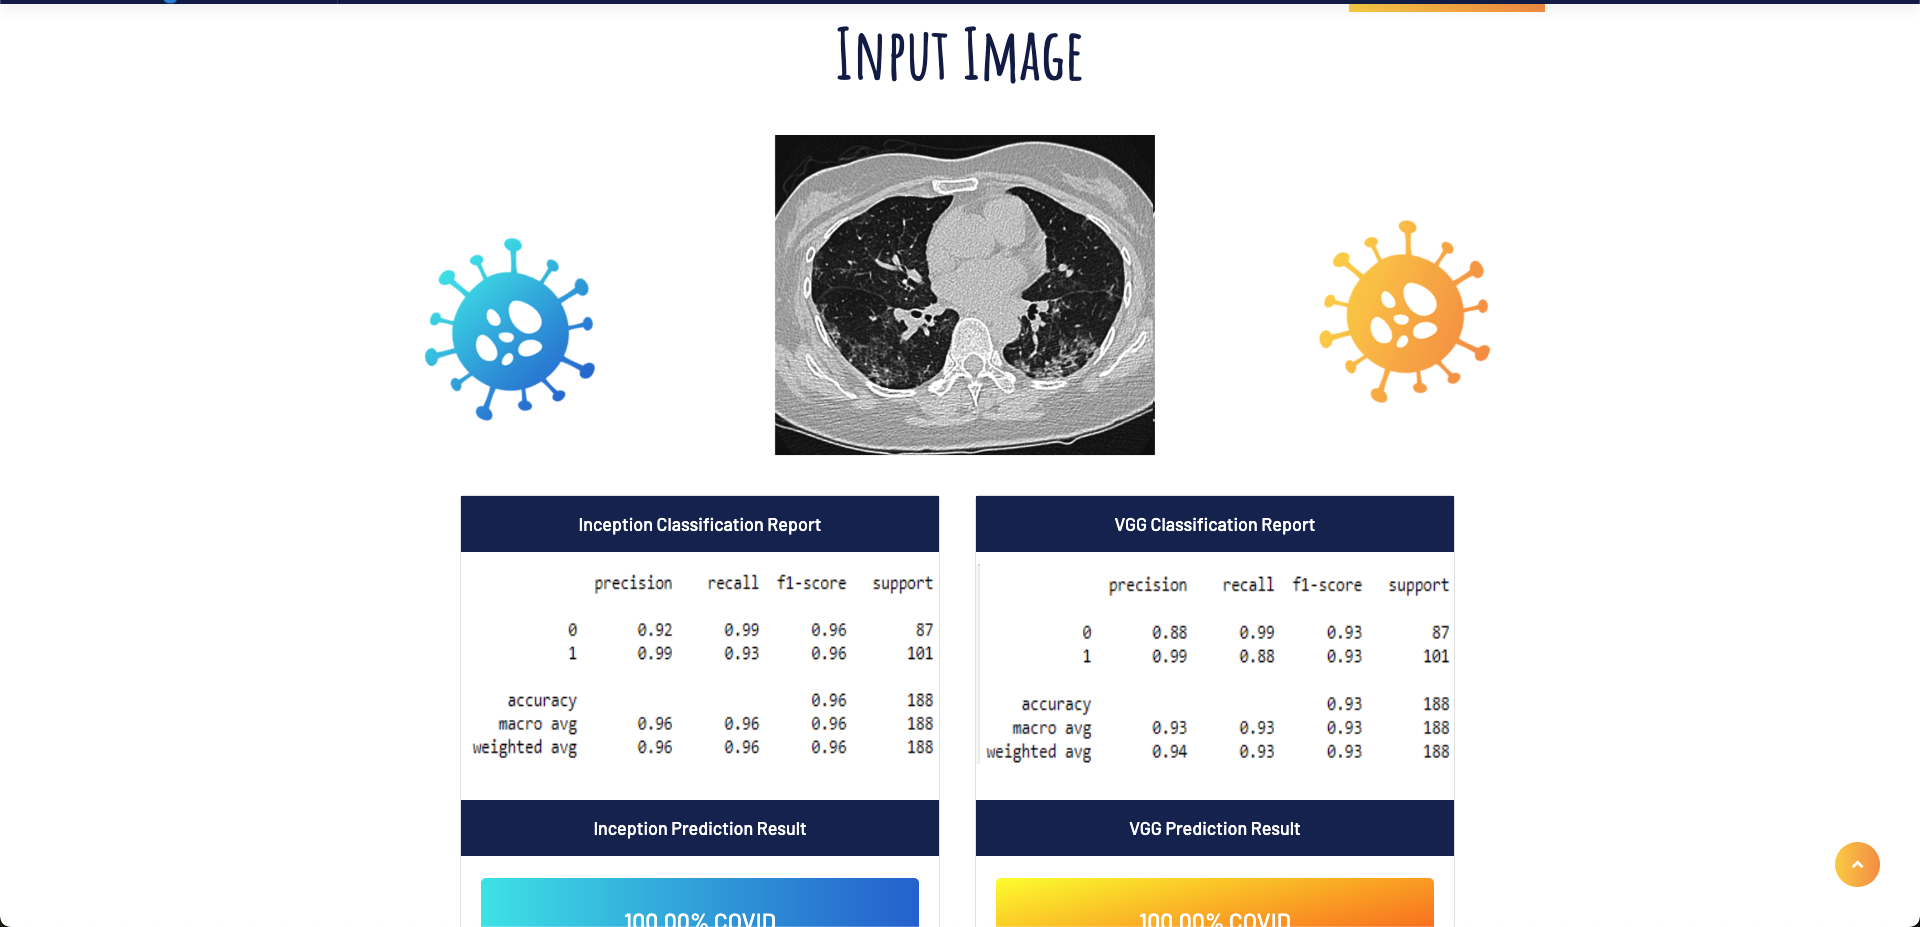 Input Image
Inception Classification Report
precision recall f1-score support
0 0.92 0.99 0.96 87
1 0.99 0.93 0.96 101
accuracy 0.96 188
macro avg 0.96 0.96 0.96 188
weighted avg 0.96 0.96 0.96 188
Inception Prediction Result
100.00% COVID
VGG Classification Report
precision recall f1-score support
0 0.88 0.99 0.93 87
1 0.99 0.88 0.93 101
accuracy 0.93 188
macro avg 0.93 0.93 0.93 188
weighted avg 0.94 0.93 0.93 188
VGG Prediction Result
100.00% COVID